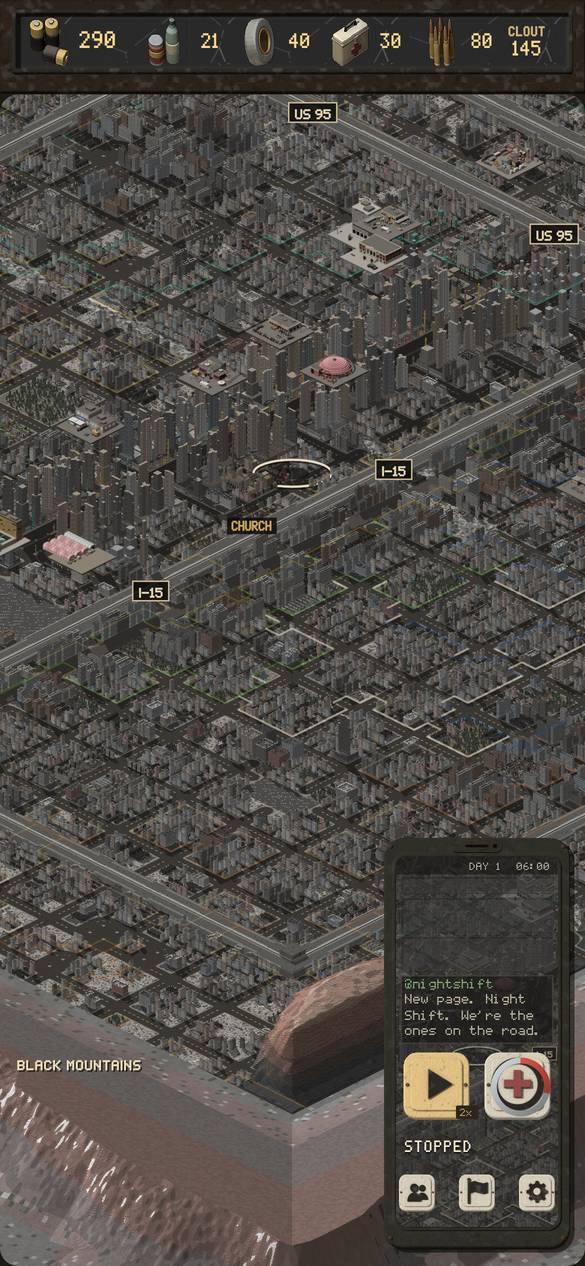 290
21
40
30
80
CLOUT
145
US 95
US 95
I-15
CHURCH
I-15
DAY 1 06:00
@nightshift
New page. Night
Shift. We're the
ones on the road.
BLACK MOUNTAINS
2x
STOPPED